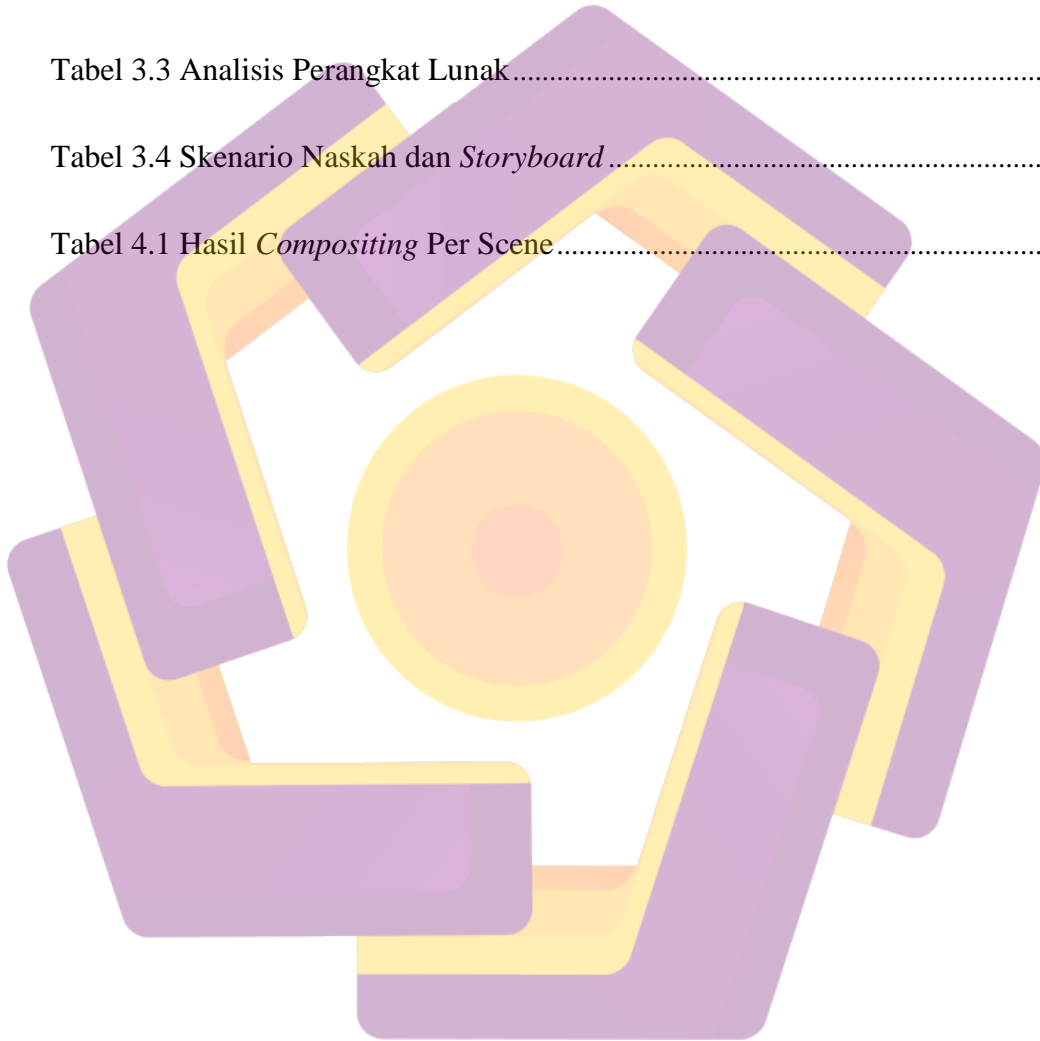 Tabel 3.3 Analisis Perangkat Lunak...............................................................................
Tabel 3.4 Skenario Naskah dan Storyboard.................................................................
Tabel 4.1 Hasil Compositing Per Scene........................................................................